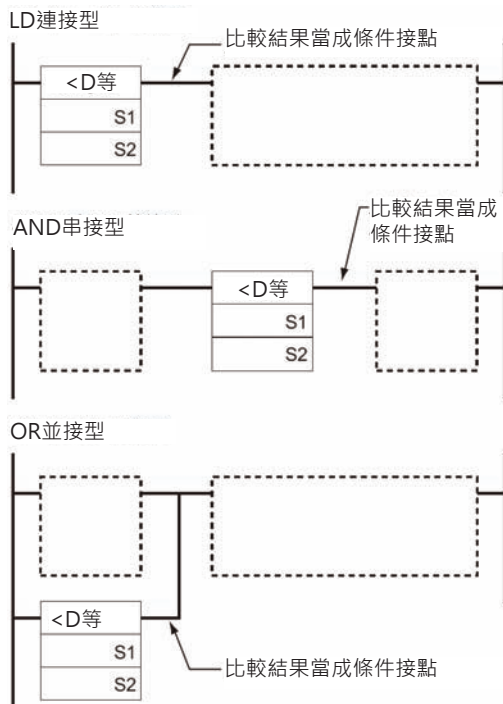 LD連接型
比較結果當成條件接點
<D等
S1
S2
AND串接型
比較結果當成
條件接點
<D等
S1
S2
OR並接型
<D等
S1
S2
比較結果當成條件接點